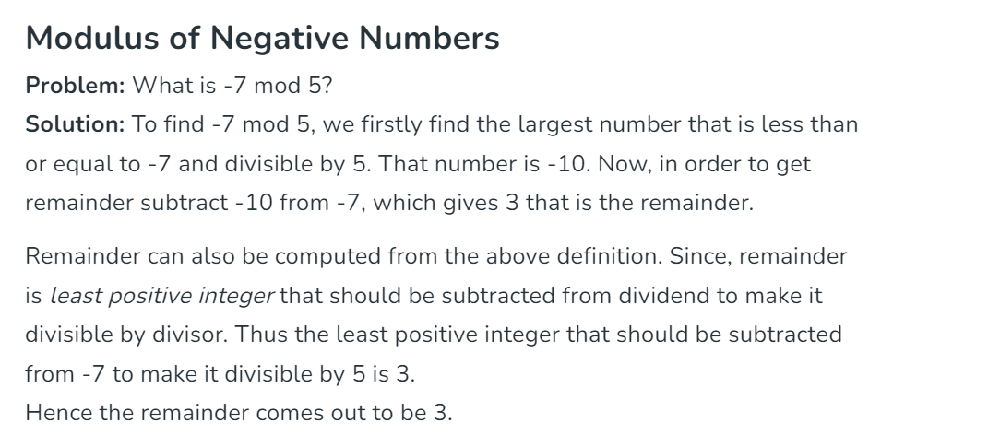 Modulus of Negative Numbers
Problem: What is -7 mod 5?
Solution: To find -7 mod 5, we firstly find the largest number that is less than
or equal to -7 and divisible by 5. That number is -10. Now, in order to get
remainder subtract -10 from -7, which gives 3 that is the remainder.
Remainder can also be computed from the above definition. Since, remainder
is least positive integer that should be subtracted from dividend to make it
divisible by divisor. Thus the least positive integer that should be subtracted
from -7 to make it divisible by 5 is 3.
Hence the remainder comes out to be 3.